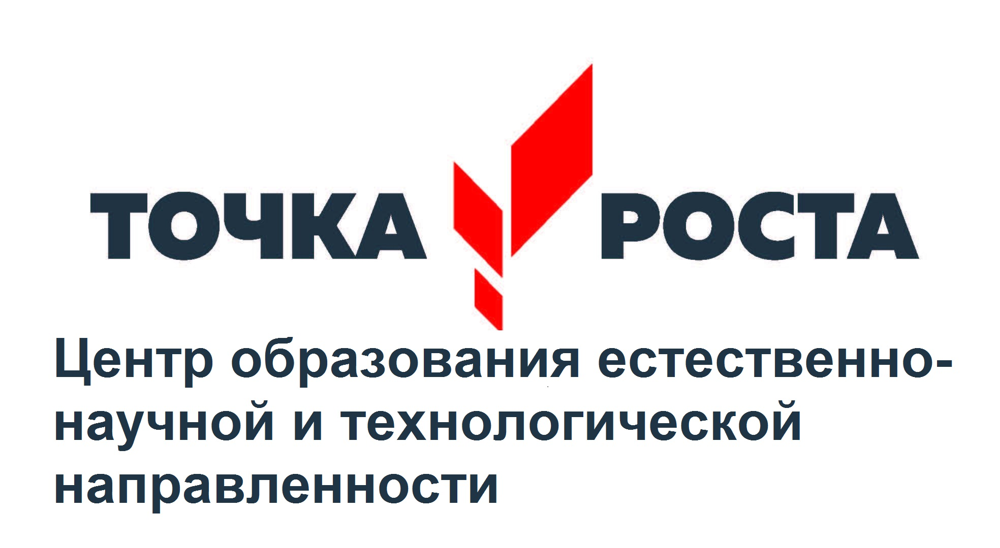 ТОЧКА РОСТА
Центр образования естественно-
научной и технологической
направленности